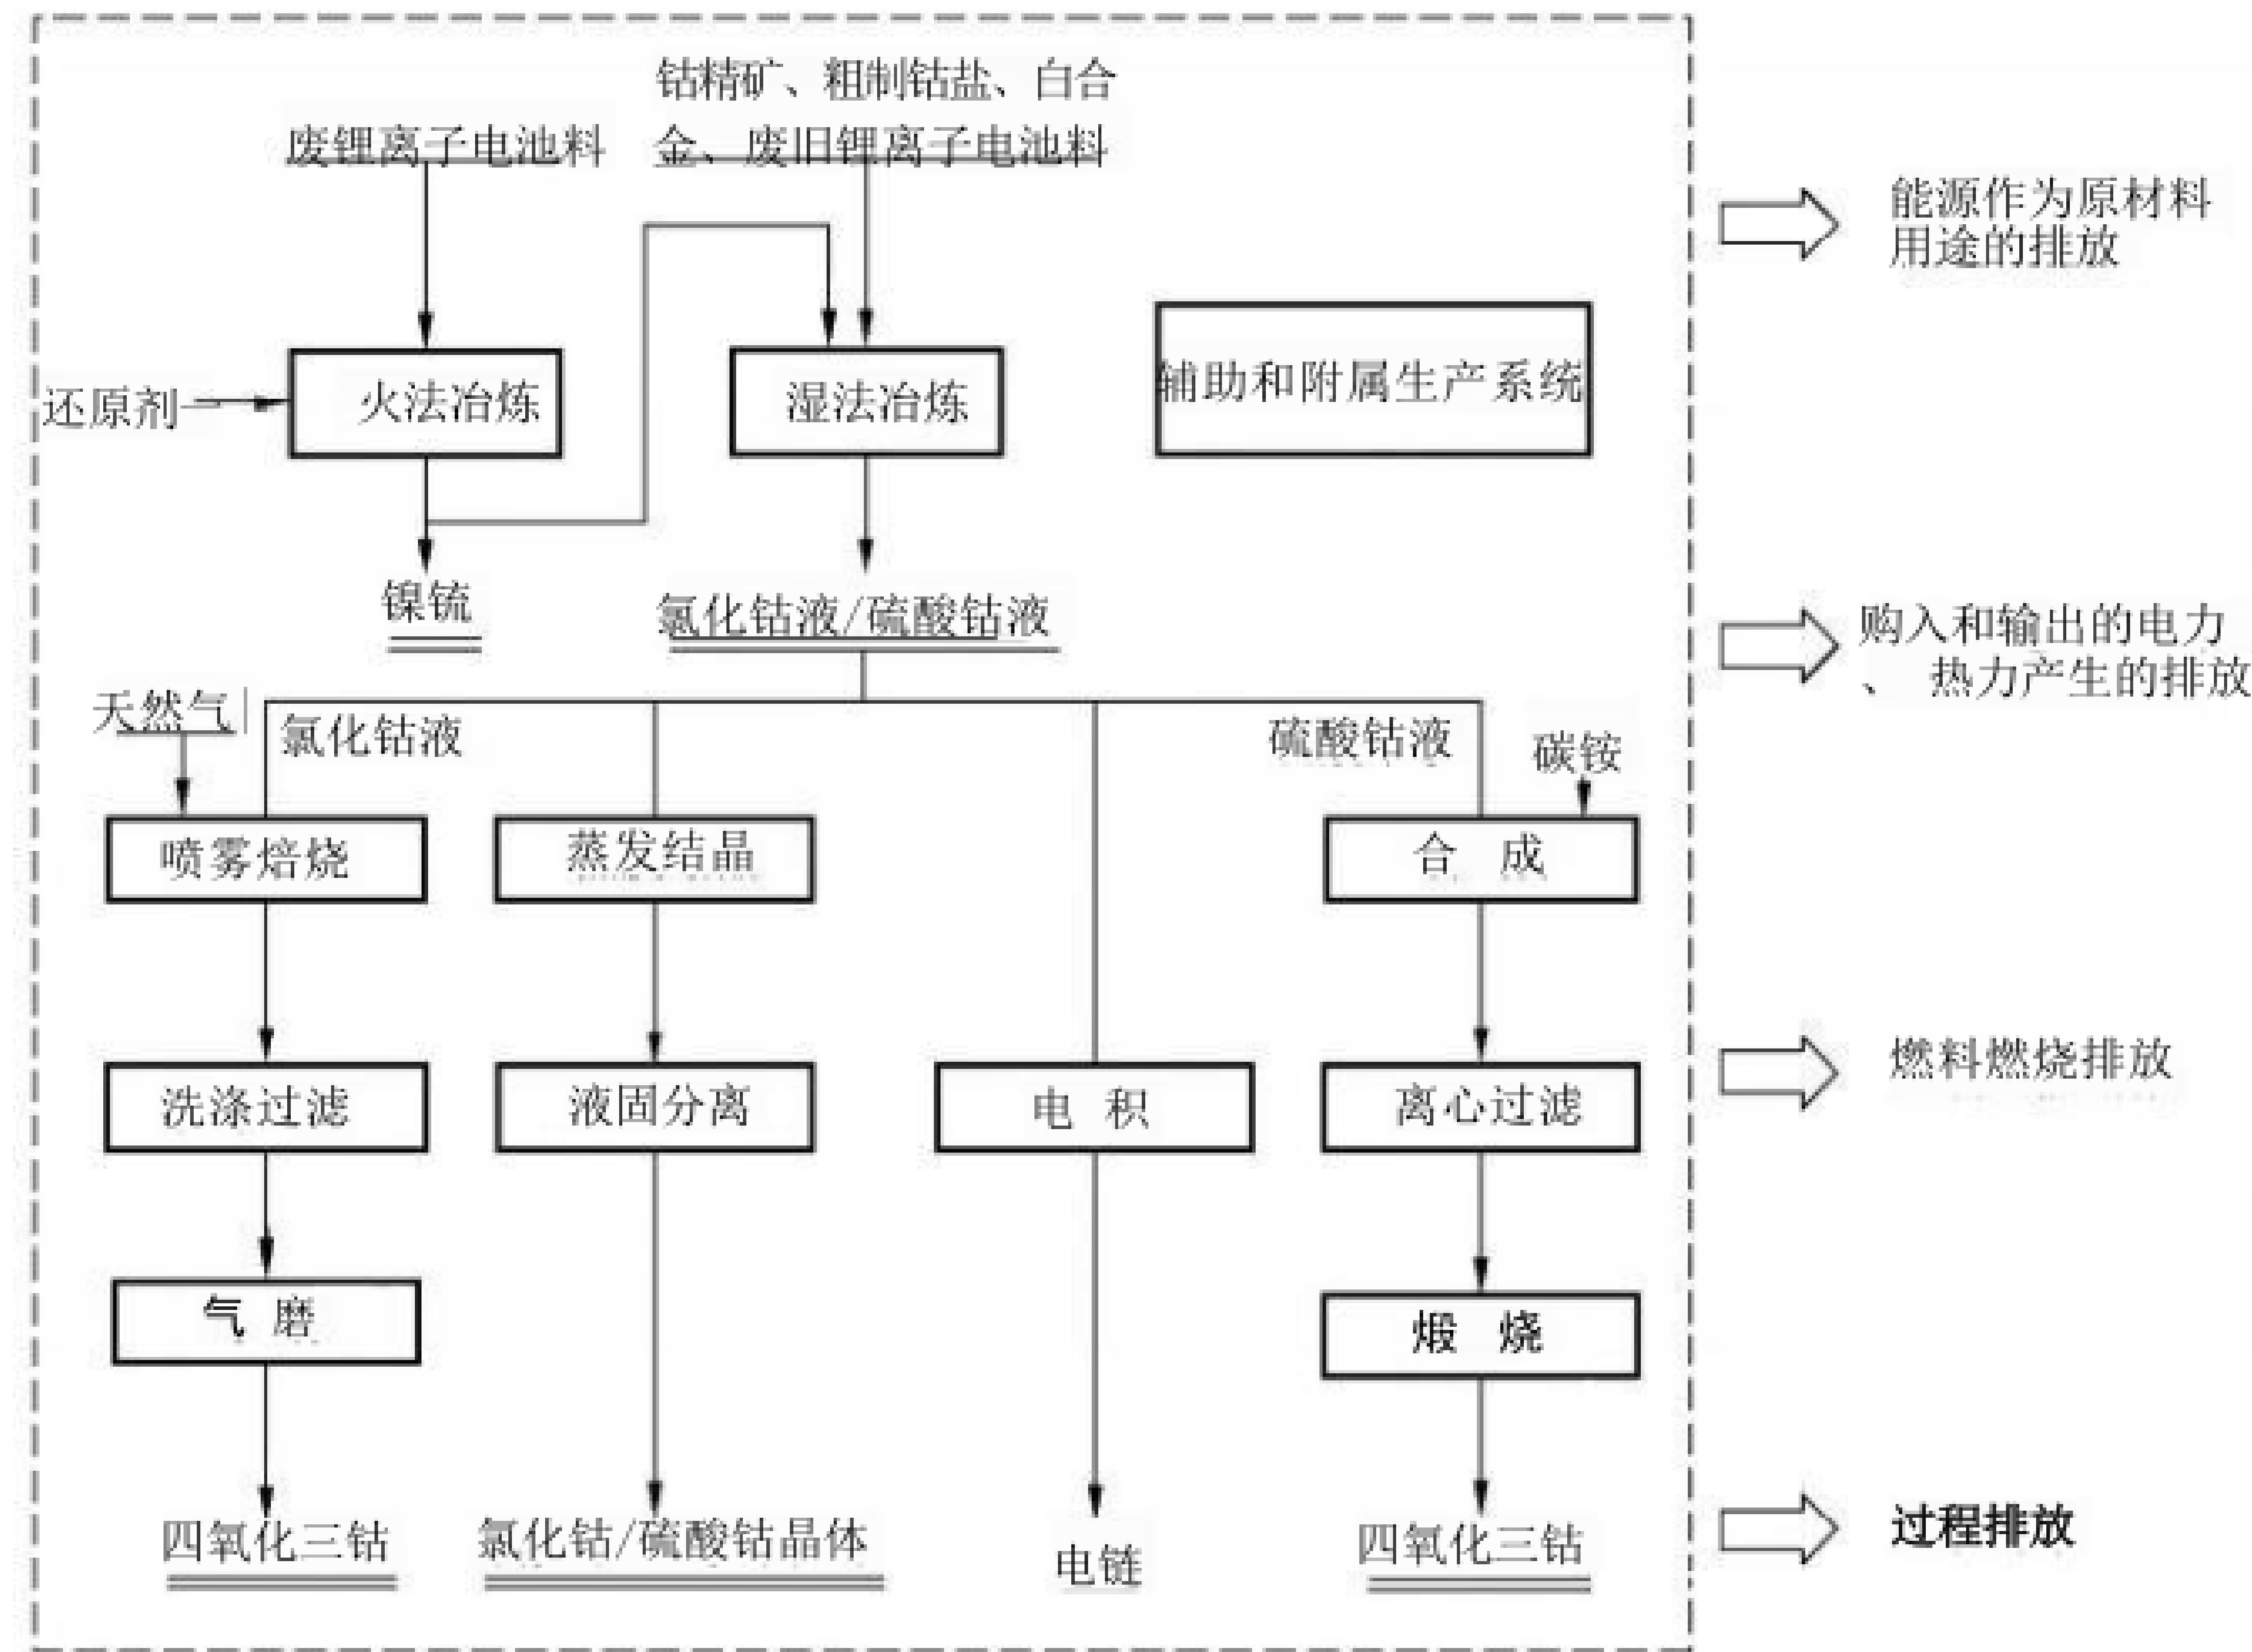 钴精矿、粗制钴盐、白合
金、废旧锂离子电池料
废锂离子电池料
能源作为原材料
用途的排放
还原剂
火法冶炼
湿法冶炼
辅助和附属生产系统
镍锍
氯化钴液/硫酸钴液
购入和输出的电力
、 热力产生的排放
天然气
氯化钴液
硫酸钴液
碳铵
喷雾焙烧
蒸发结晶
合 成
燃料燃烧排放
洗涤过滤
液固分离
电 积
离心过滤
气 磨
煅 烧
四氧化三钴
氯化钴/硫酸钴晶体
电链
四氧化三钴
过程排放